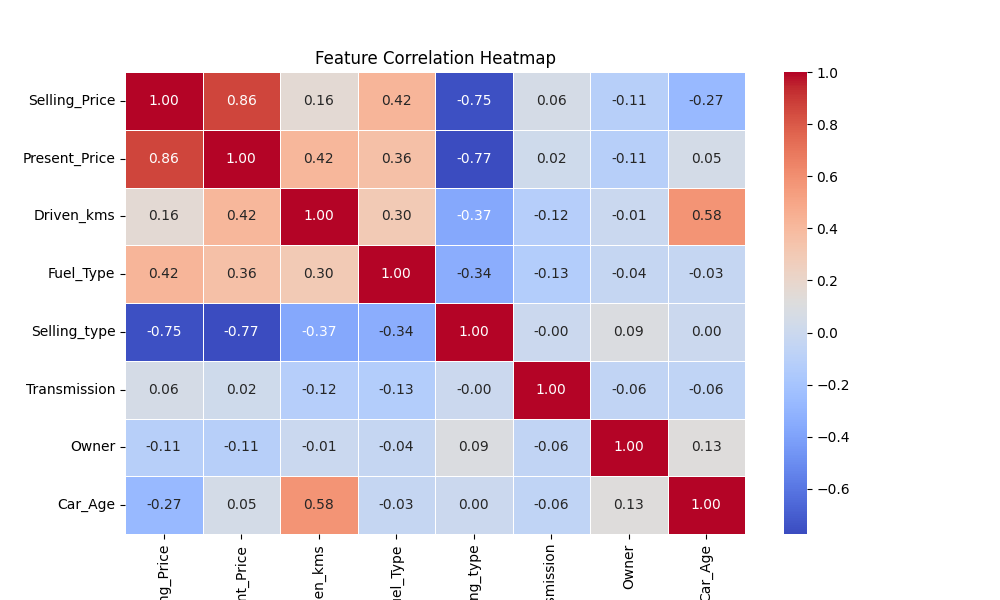 Feature Correlation Heatmap
Selling_Price 1.00 0.86 0.16 0.42 -0.75 0.06 -0.11 -0.27
Present_Price 0.86 1.00 0.42 0.36 -0.77 0.02 -0.11 0.05
Driven_kms 0.16 0.42 1.00 0.30 -0.37 -0.12 -0.01 0.58
Fuel_Type 0.42 0.36 0.30 1.00 -0.34 -0.13 -0.04 -0.03
Selling_type -0.75 -0.77 -0.37 -0.34 1.00 -0.00 0.09 0.00
Transmission 0.06 0.02 -0.12 -0.13 -0.00 1.00 -0.06 -0.06
Owner -0.11 -0.11 -0.01 -0.04 0.09 -0.06 1.00 0.13
Car_Age -0.27 0.05 0.58 -0.03 0.00 -0.06 0.13 1.00
ng_Price
nt_Price
en_kms
uel_Type
ng_type
smission
Owner
Car_Age
1.0
0.8
0.6
0.4
0.2
0.0
−0.2
−0.4
−0.6